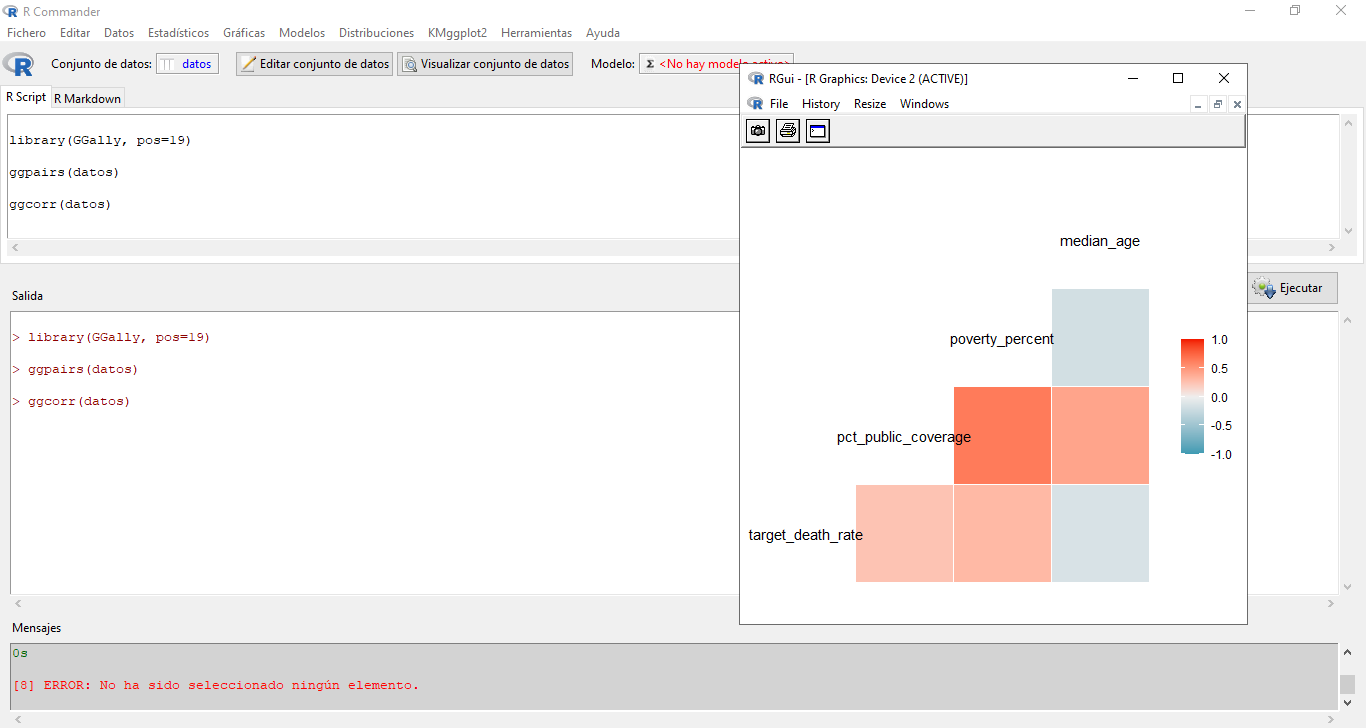 R Commander
Fichero Editar Datos Estadísticos Gráficas Modelos Distribuciones KMggplot2 Herramientas Ayuda
Conjunto de datos: datos Editar conjunto de datos Visualizar conjunto de datos Modelo: Σ <No hay modelo activo>
R Script R Markdown
library(GGally, pos=19)
ggpairs(datos)
ggcorr(datos)
Ejecutar
Salida
> library(GGally, pos=19)
> ggpairs(datos)
> ggcorr(datos)
Mensajes
0s
[8] ERROR: No ha sido seleccionado ningún elemento.
RGui - [R Graphics: Device 2 (ACTIVE)]
File History Resize Windows
median_age
poverty_percent
pct_public_coverage
target_death_rate
1.0
0.5
0.0
-0.5
-1.0